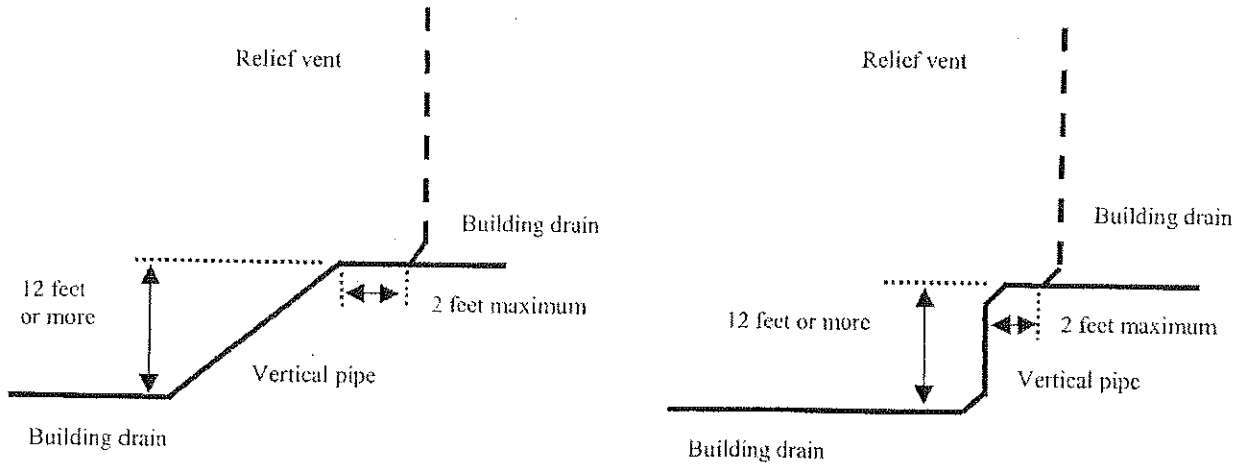 Relief vent
Building drain
12 feet
or more
2 feet maximum
Vertical pipe
Building drain
Relief vent
Building drain
12 feet or more
2 feet maximum
Vertical pipe
Building drain